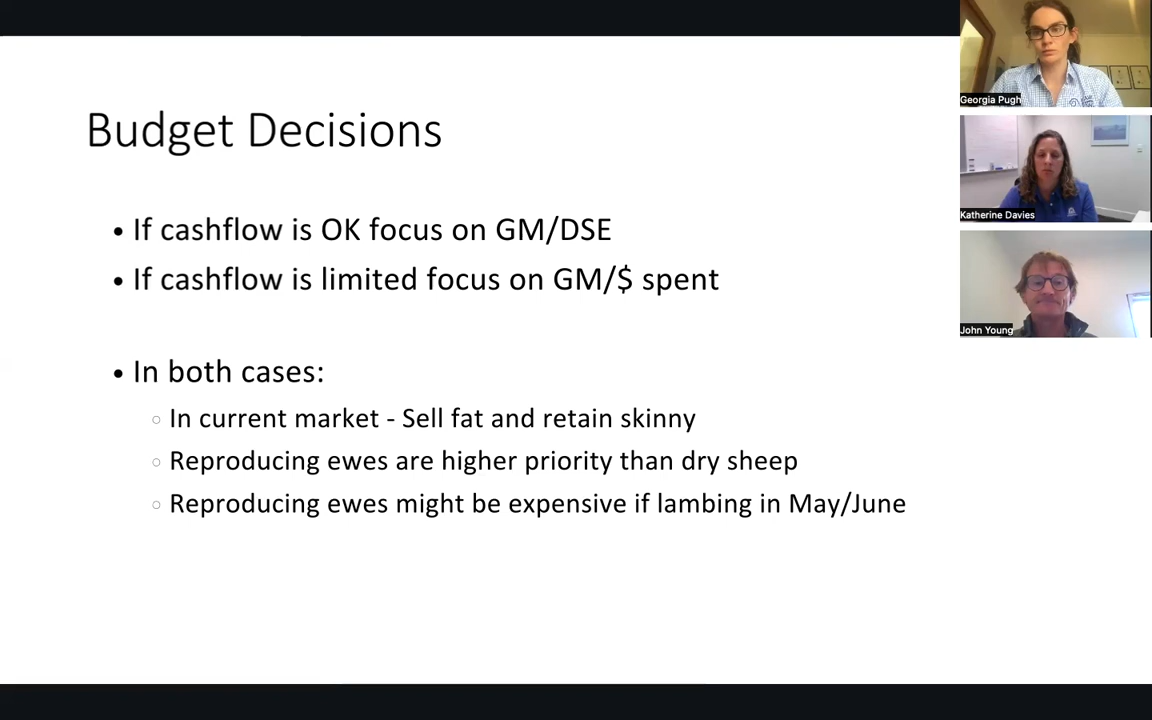 Budget Decisions
• If cashflow is OK focus on GM/DSE
• If cashflow is limited focus on GM/$ spent
• In both cases:
○ In current market - Sell fat and retain skinny
○ Reproducing ewes are higher priority than dry sheep
○ Reproducing ewes might be expensive if lambing in May/June
Georgia Pugh
Katherine Davies
John Young